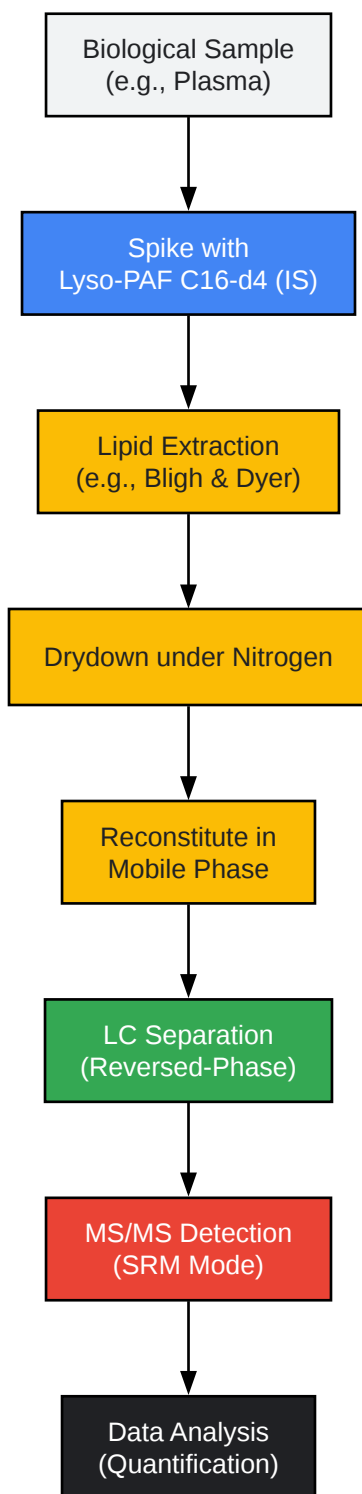 Biological Sample
(e.g., Plasma)
Spike with
Lyso-PAF C16-d4 (IS)
Lipid Extraction
(e.g., Bligh & Dyer)
Drydown under Nitrogen
Reconstitute in
Mobile Phase
LC Separation
(Reversed-Phase)
MS/MS Detection
(SRM Mode)
Data Analysis
(Quantification)